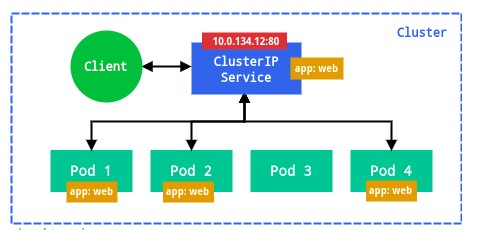 10.0.134.12:80
Cluster
Client
ClusterIP
Service
app: web
Pod 1
Pod 2
Pod 3
Pod 4
app: web
app: web
app: web